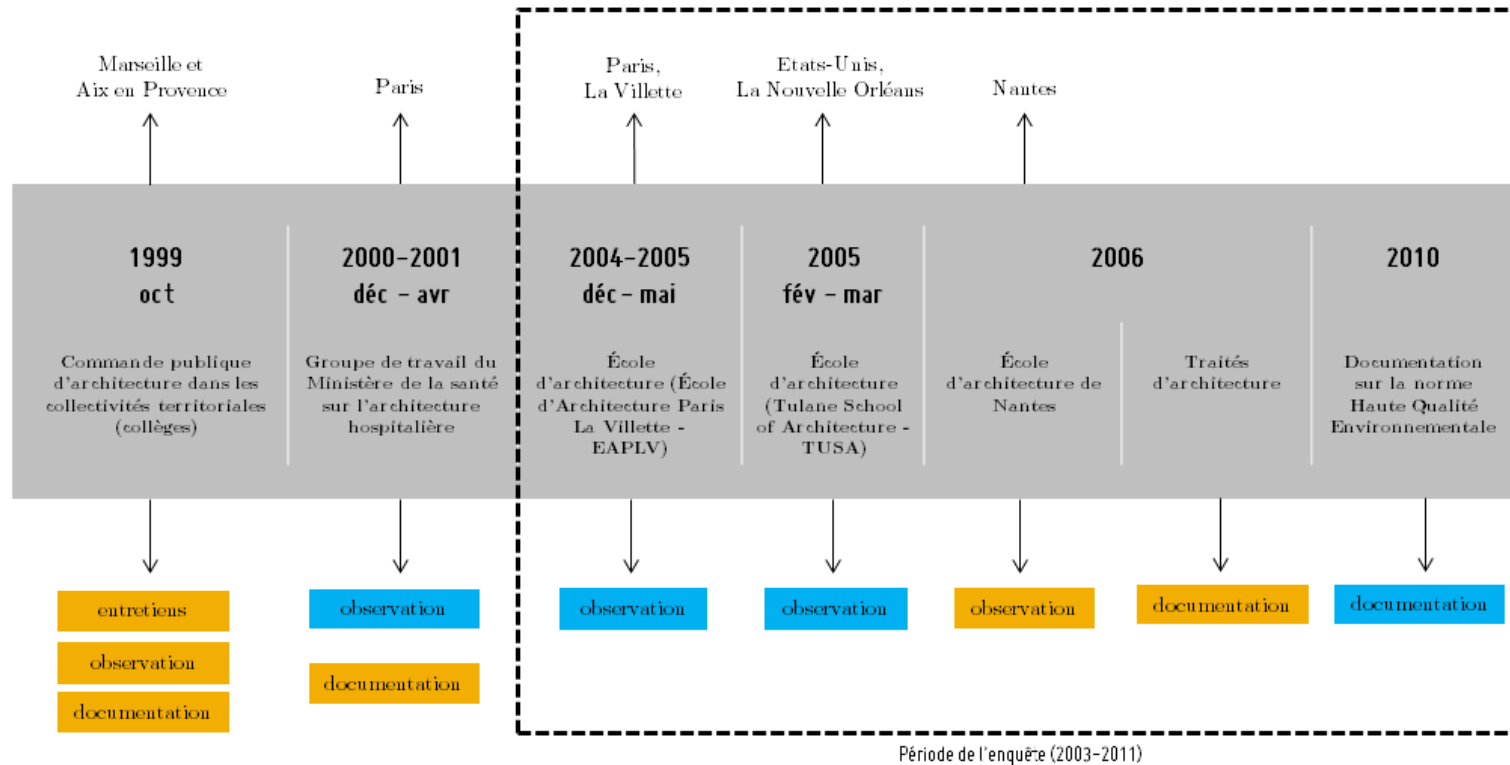 Marseille et
Aix en Provence
Paris
Paris,
La Villette
Etats-Unis,
La Nouvelle Orléans
Nantes
1999
oct
2000-2001
déc - avr
2004-2005
déc - mai
2005
fév - mar
2006
2010
Commande publique
d'architecture dans les
collectivités territoriales
(collèges)
Groupe de travail du
Ministère de la santé
sur l'architecture
hospitalière
École
d'architecture (École
d'Architecture Paris
La Villette -
EAPLV)
École
d'architecture
(Tulane School
of Architecture -
TUSA)
École
d'architecture de
Nantes
Traités
d'architecture
Documentation
sur la norme
Haute Qualité
Environnementale
entretiens
observation
documentation
observation
documentation
observation
observation
observation
documentation
documentation
Période de l'enquête (2003-2011)